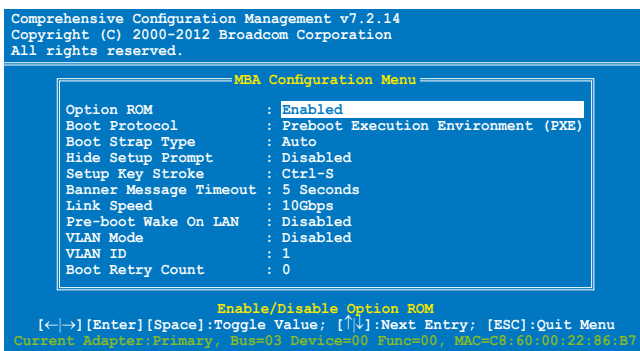 Comprehensive Configuration Management v7.2.14
Copyright (C) 2000-2012 Broadcom Corporation
All rights reserved.
MBA Configuration Menu
Option ROM : Enabled
Boot Protocol : Preboot Execution Environment (PXE)
Boot Strap Type : Auto
Hide Setup Prompt : Disabled
Setup Key Stroke : Ctrl-S
Banner Message Timeout : 5 Seconds
Link Speed : 10Gbps
Pre-boot Wake On LAN : Disabled
VLAN Mode : Disabled
VLAN ID : 1
Boot Retry Count : 0
Enable/Disable Option ROM
[←|→][Enter][Space]:Toggle Value; [↑|↓]:Next Entry; [ESC]:Quit Menu
Current Adapter:Primary, Bus=03 Device=00 Func=00, MAC=C8:60:00:22:86:B7